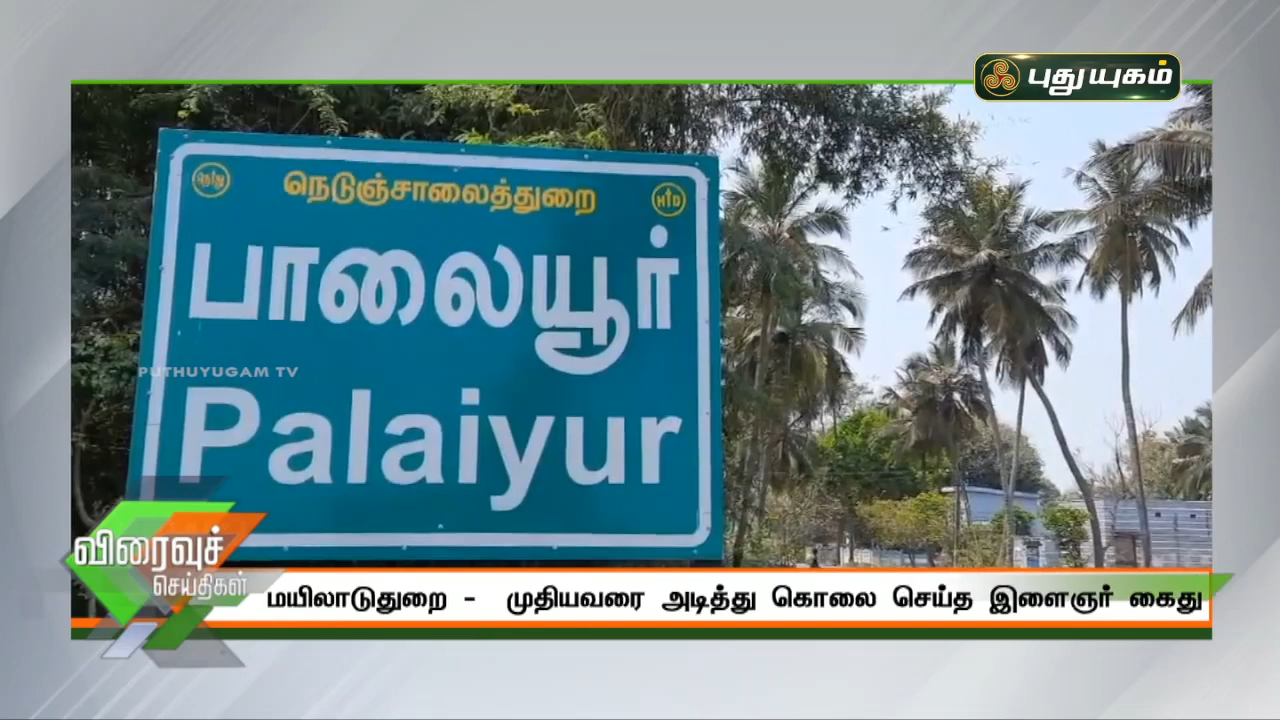 புதுயுகம்
நெடுஞ்சாலைத்துறை
HD
பாலையூர்
PUTHUYUGAM TV
Palaiyur
விரைவுச்
செய்திகள்
மயிலாடுதுறை - முதியவரை அடித்து கொலை செய்த இளைஞர் கைது